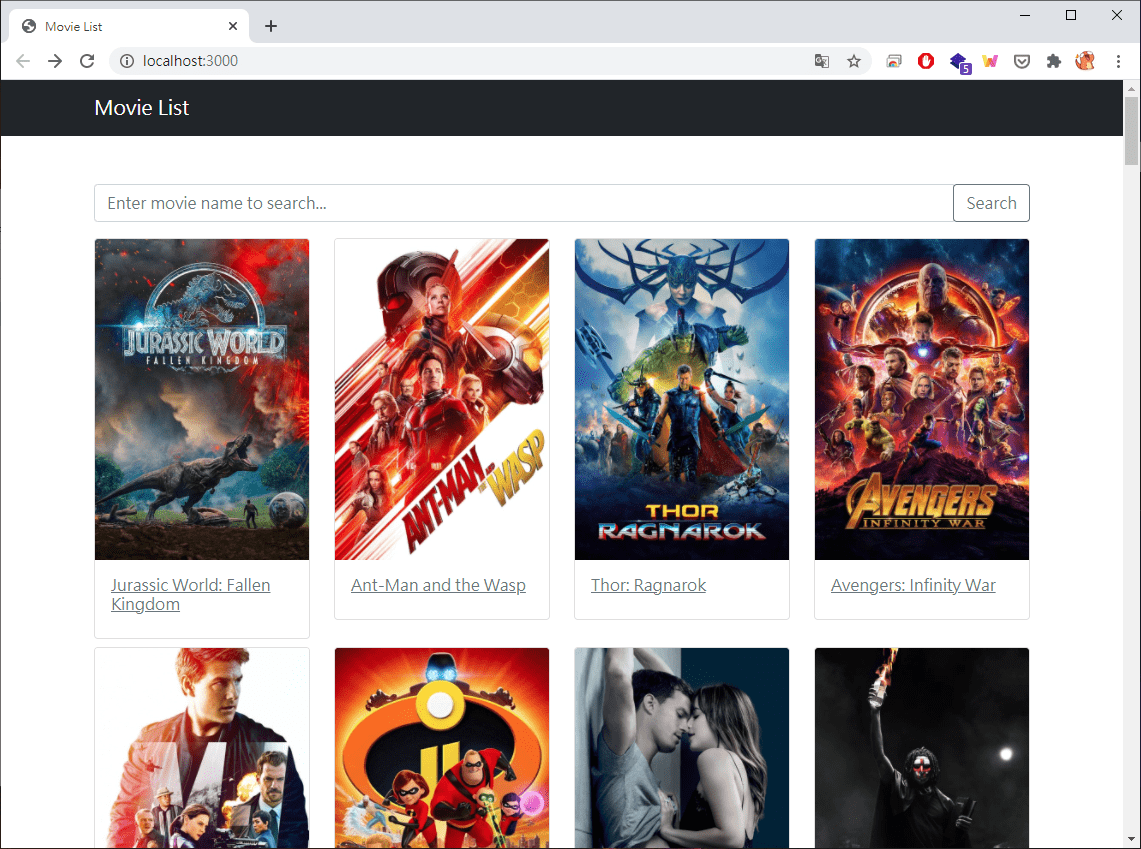 Movie List
localhost:3000
5
Movie List
Enter movie name to search...
Search
JURASSIC WORLD
FALLEN KINGDOM
ANT-MAN
AND THE
WASP
THOR
RAGNAROK
AVENGERS
INFINITY WAR
Jurassic World: Fallen
Kingdom
Ant-Man and the Wasp
Thor: Ragnarok
Avengers: Infinity War